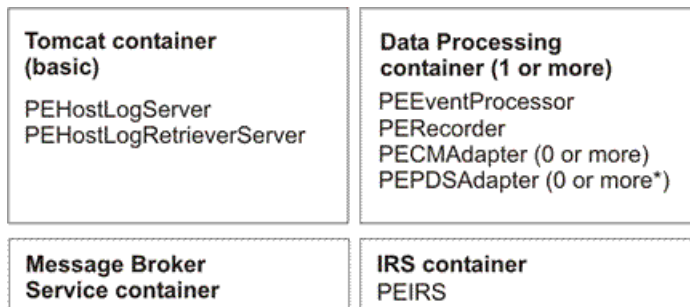 Tomcat container
(basic)
PEHostLogServer
PEHostLogRetrieverServer
Data Processing
container (1 or more)
PEEventProcessor
PERecorder
PECMAdapter (0 or more)
PEPDSAdapter (0 or more*)
Message Broker
Service container
IRS container
PEIRS